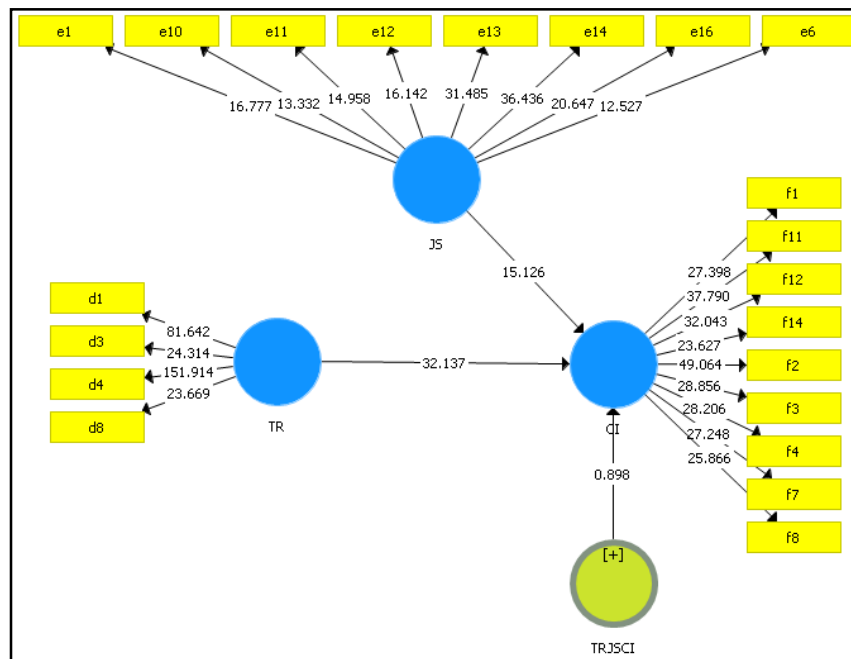 e1 e10 e11 e12 e13 e14 e16 e6
16.777 13.332 14.958 16.142 31.485 36.436 20.647 12.527
JS
15.126
f1
f11
f12
f14
f2
f3
f4
f7
f8
27.398
37.790
32.043
23.627
49.064
28.856
28.206
27.248
25.866
d1
d3
d4
d8
81.642
24.314
151.914
23.669
TR
32.137
CI
0.898
[+]
TRJSCI